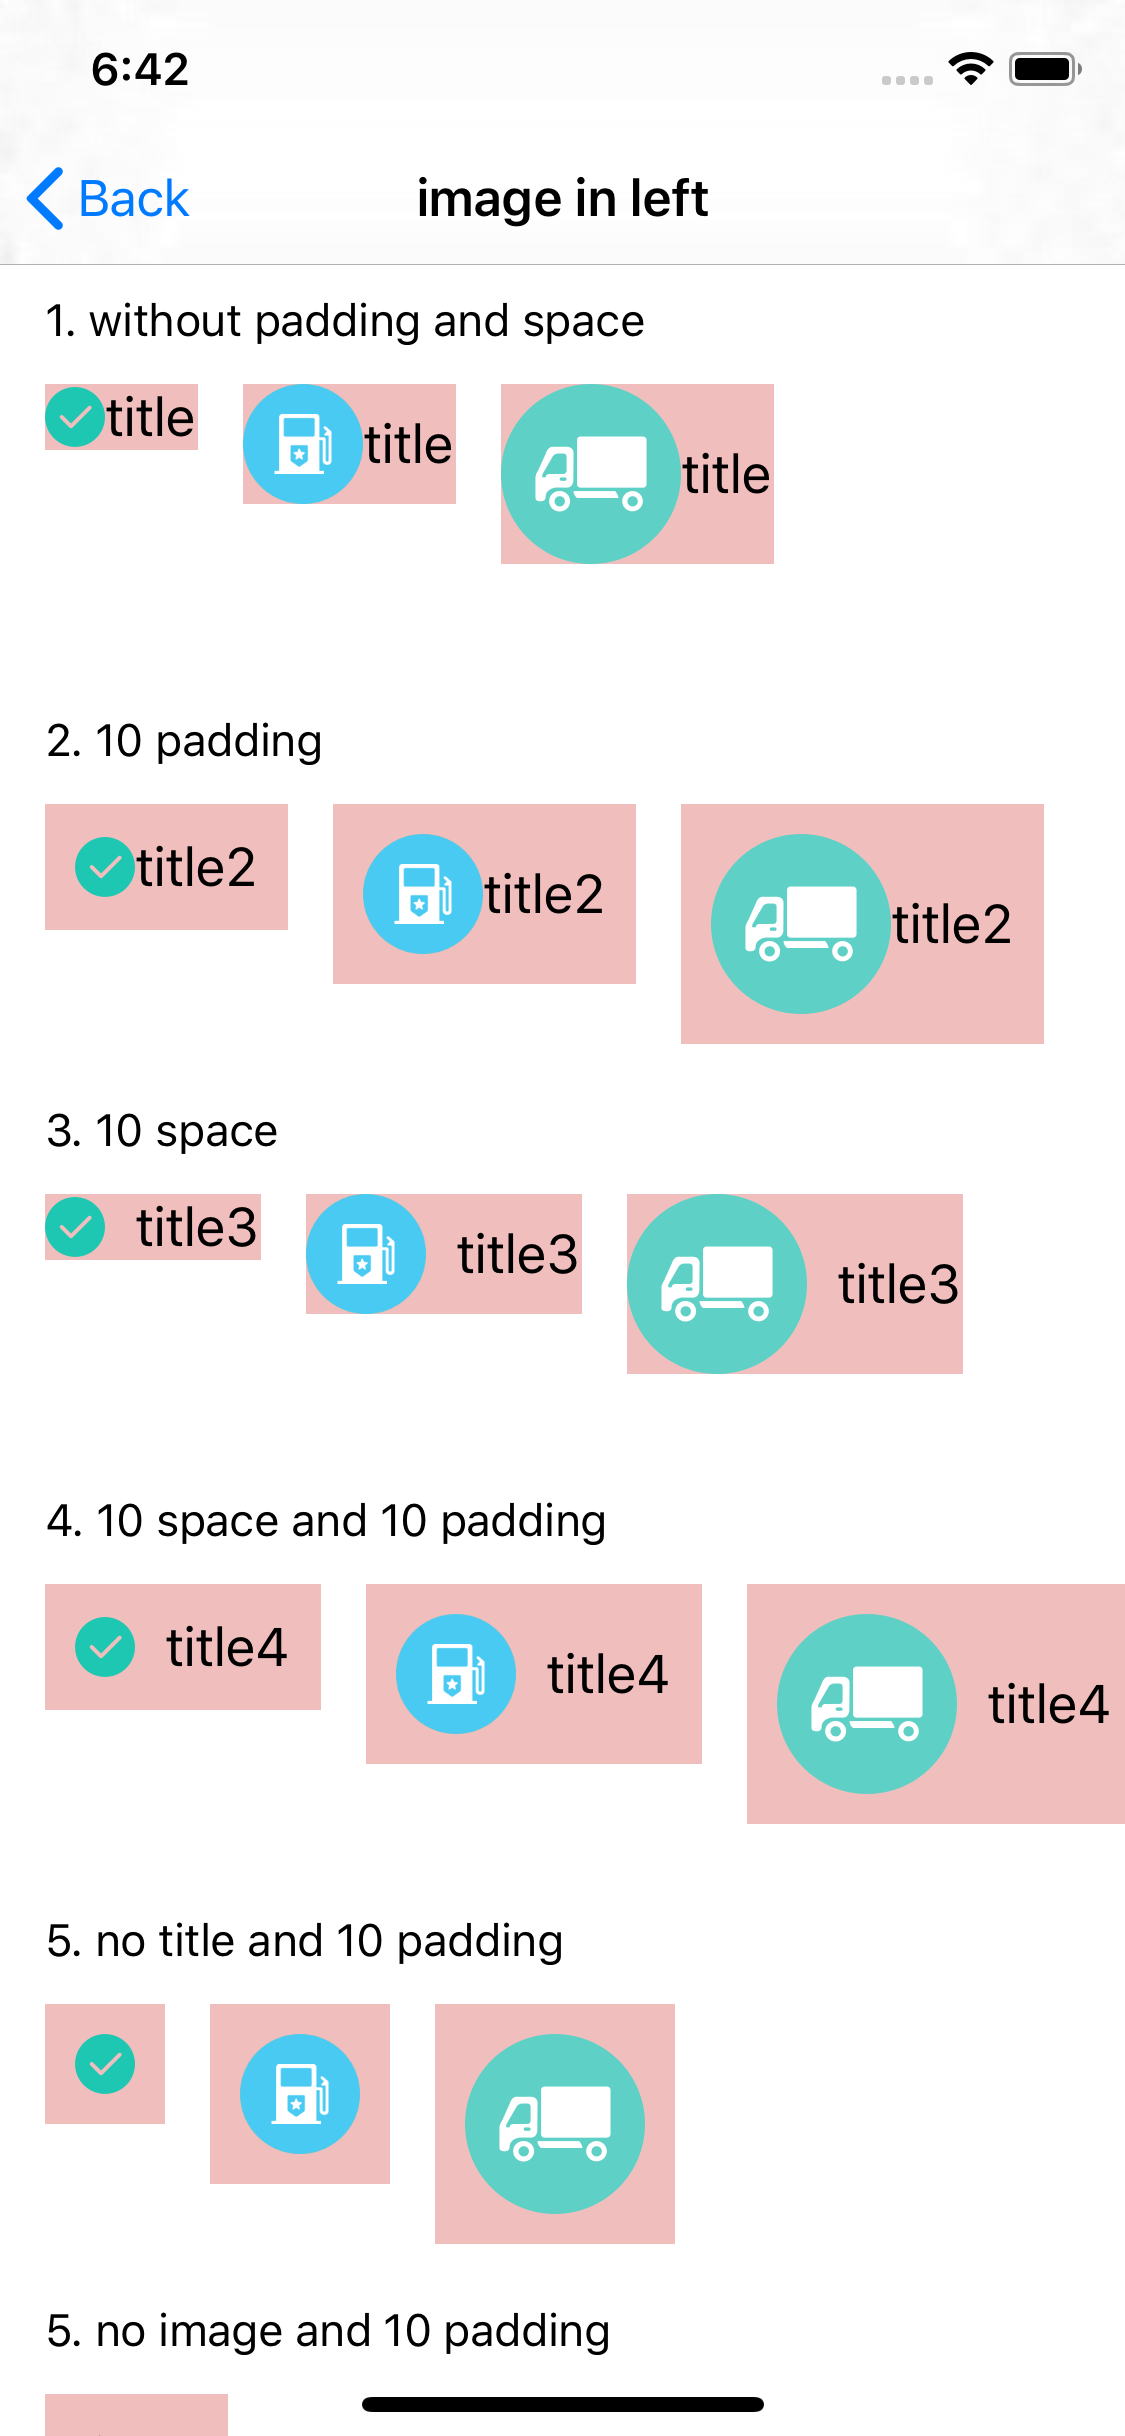 6:42
Back
image in left
1. without padding and space
title title title
2. 10 padding
title2 title2 title2
3. 10 space
title3 title3 title3
4. 10 space and 10 padding
title4 title4 title4
5. no title and 10 padding
5. no image and 10 padding